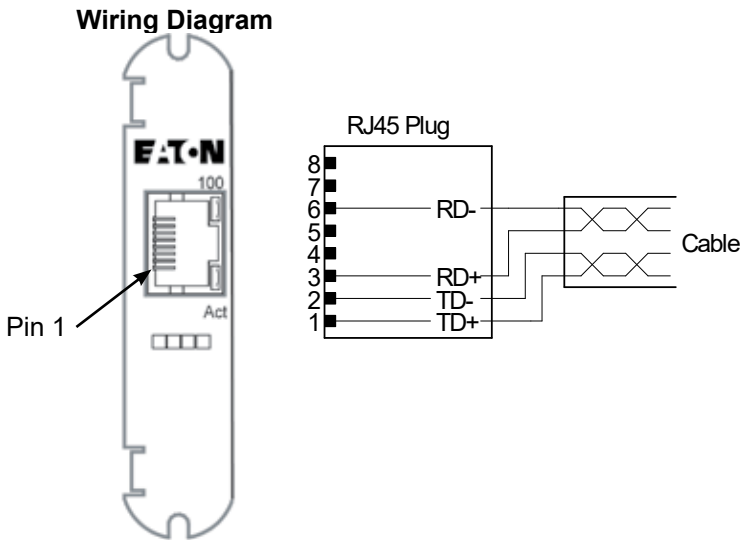 Wiring Diagram
EATON
100
Act
Pin 1
RJ45 Plug
8
7
6 RD-
5
4
3 RD+
2 TD-
1 TD+
Cable